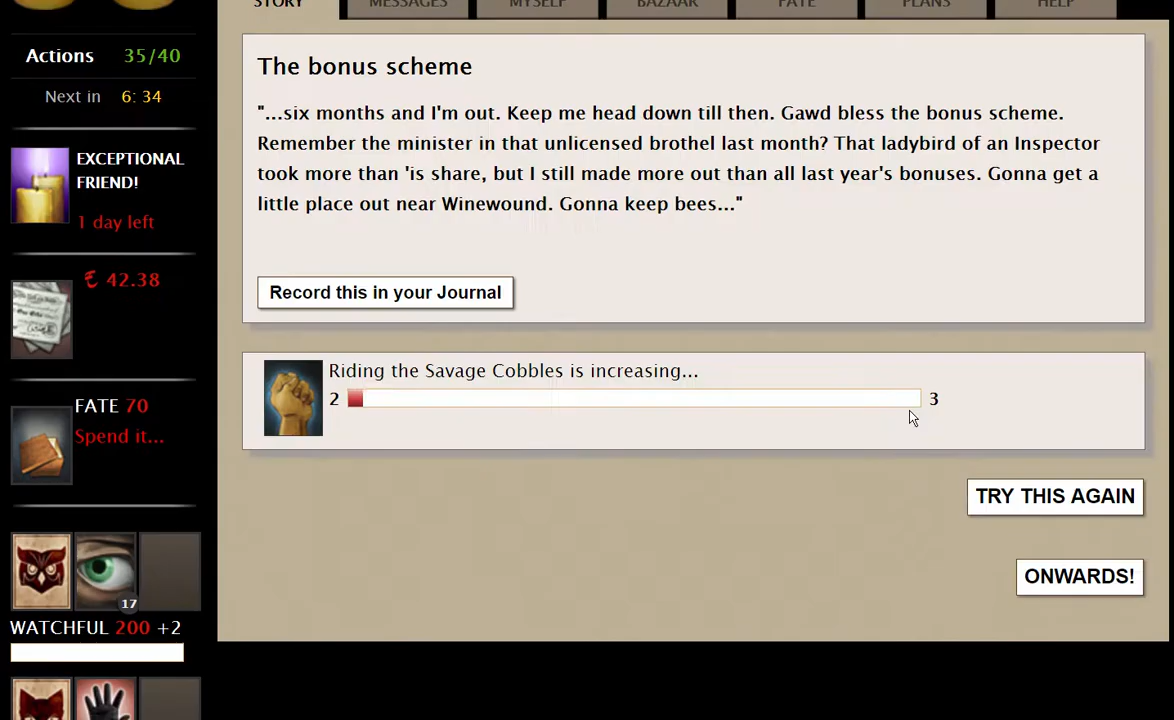 STORY MESSAGES MYSELF BAZAAR FATE PLANS HELP
Actions 35/40
Next in 6: 34
EXCEPTIONAL
FRIEND!
1 day left
E 42.38
FATE 70
Spend it...
17
WATCHFUL 200 +2
The bonus scheme
"...six months and I'm out. Keep me head down till then. Gawd bless the bonus scheme.
Remember the minister in that unlicensed brothel last month? That ladybird of an Inspector
took more than 'is share, but I still made more out than all last year's bonuses. Gonna get a
little place out near Winewound. Gonna keep bees..."
Record this in your Journal
Riding the Savage Cobbles is increasing...
2 3
TRY THIS AGAIN
ONWARDS!